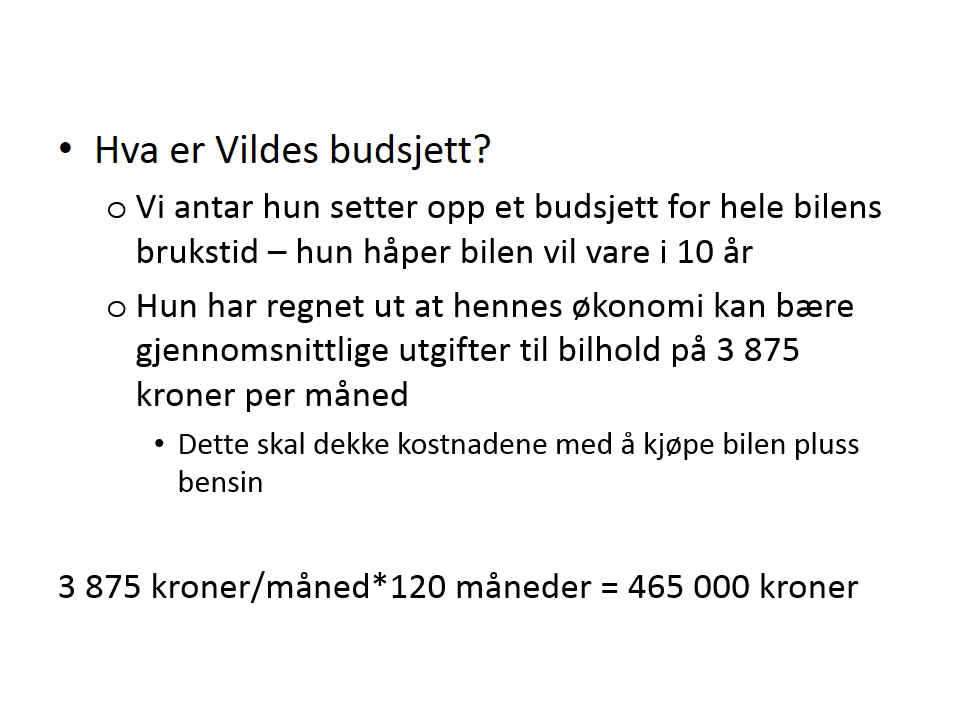 • Hva er Vildes budsjett?
o Vi antar hun setter opp et budsjett for hele bilens
brukstid – hun håper bilen vil vare i 10 år
o Hun har regnet ut at hennes økonomi kan bære
gjennomsnittlige utgifter til bilhold på 3 875
kroner per måned
• Dette skal dekke kostnadene med å kjøpe bilen pluss
bensin
3 875 kroner/måned*120 måneder = 465 000 kroner